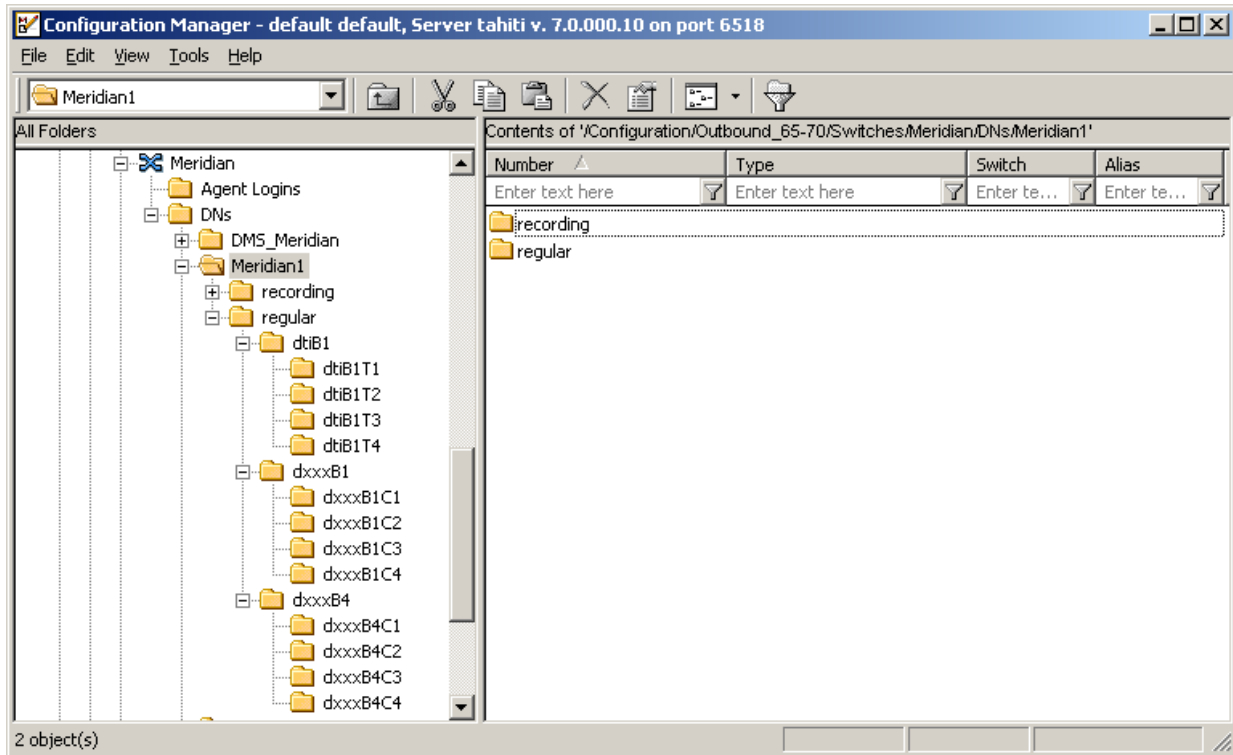 Configuration Manager - default default, Server tahiti v. 7.0.000.10 on port 6518
File Edit View Tools Help
Meridian1
All Folders
Contents of '/Configuration/Outbound_65-70/Switches/Meridian/DNs/Meridian1'
Number Type Switch Alias
Enter text here Enter text here Enter te... Enter te...
recording
regular
Meridian
Agent Logins
DNs
DMS_Meridian
Meridian1
recording
regular
dtiB1
dtiB1T1
dtiB1T2
dtiB1T3
dtiB1T4
dxxxB1
dxxxB1C1
dxxxB1C2
dxxxB1C3
dxxxB1C4
dxxxB4
dxxxB4C1
dxxxB4C2
dxxxB4C3
dxxxB4C4
2 object(s)